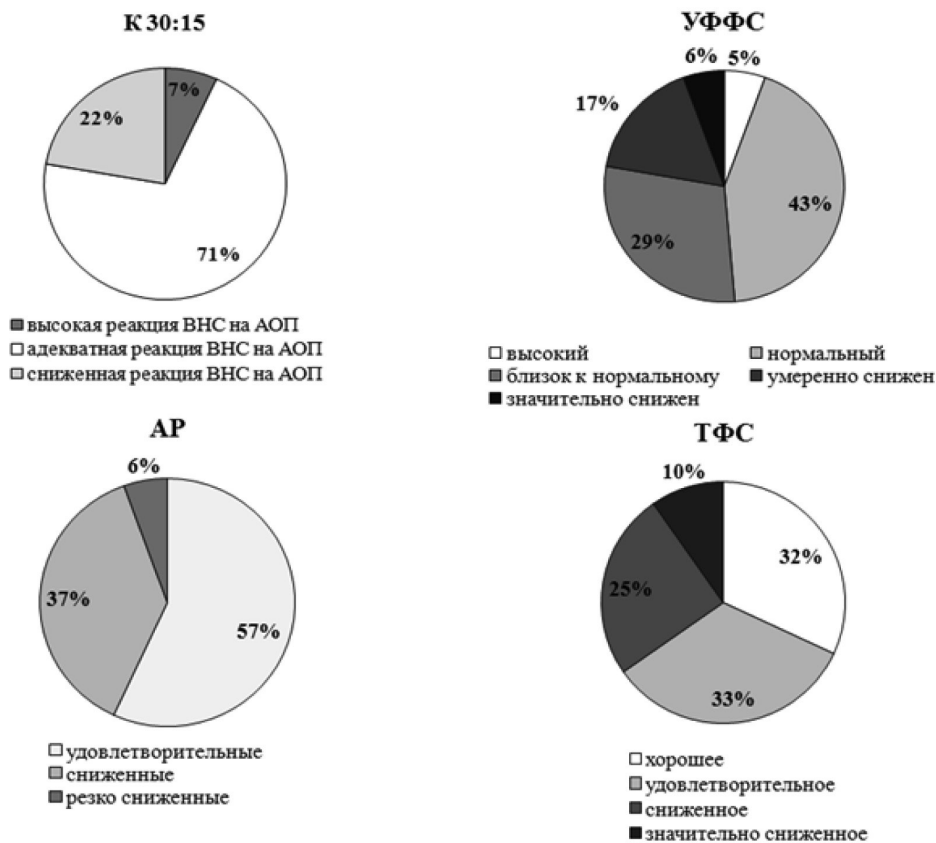 К 30:15
7%
22%
71%
высокая реакция ВНС на АОП
адекватная реакция ВНС на АОП
сниженная реакция ВНС на АОП
УФФС
6%
5%
17%
43%
29%
высокий
нормальный
близок к нормальному
умеренно снижен
значительно снижен
АР
6%
37%
57%
удовлетворительные
сниженные
резко сниженные
ТФС
10%
32%
25%
33%
хорошее
удовлетворительное
сниженное
значительно сниженное